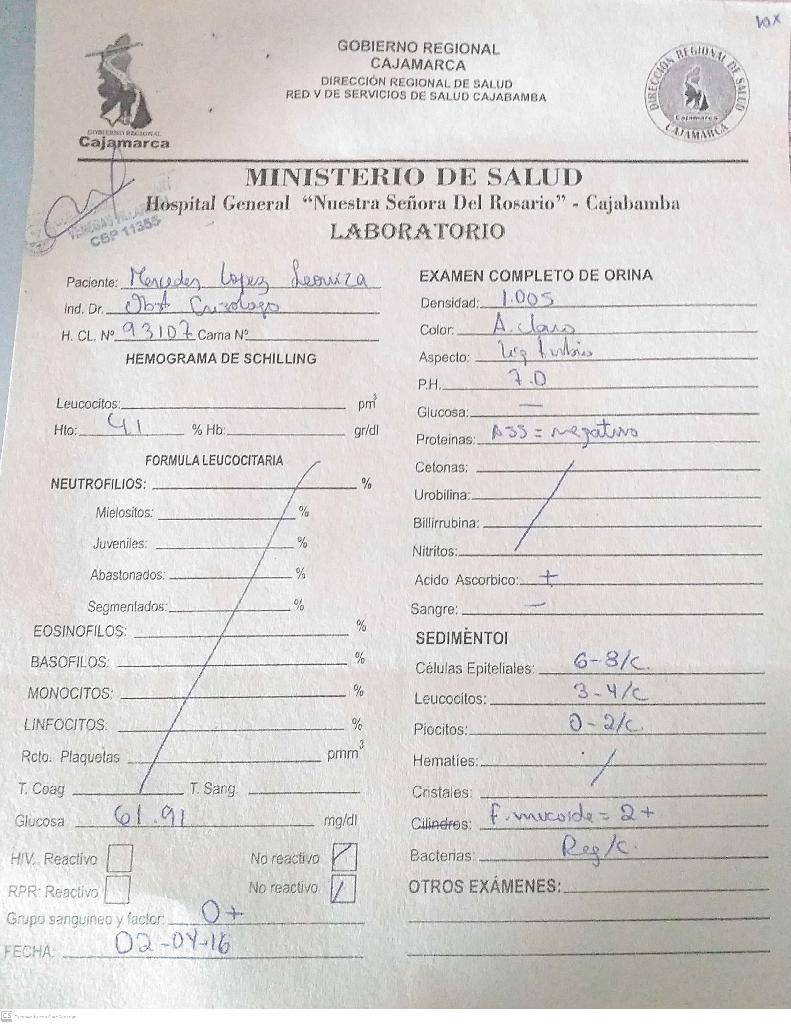 GOBIERNO REGIONAL
CAJAMARCA
DIRECCIÓN REGIONAL DE SALUD
RED V DE SERVICIOS DE SALUD CAJABAMBA
GOBIERNO REGIONAL
Cajamarca
DIRECCIÓN REGIONAL DE SALUD
Cajamarca
CAJAMARCA
MINISTERIO DE SALUD
Hospital General "Nuestra Señora Del Rosario" - Cajabamba
LABORATORIO
CBP 11355
Paciente: Mercedes Lopez
Ind. Dr. Obst
H. CL. Nº 93107 Cama Nº
HEMOGRAMA DE SCHILLING
Leucocitos: pm³
Hto: 41 % Hb: gr/dl
FORMULA LEUCOCITARIA
NEUTROFILIOS: %
Mielositos: %
Juveniles: %
Abastonados: %
Segmentados: %
EOSINOFILOS: %
BASOFILOS: %
MONOCITOS: %
LINFOCITOS: %
Rcto. Plaquetas pmm³
T. Coag T. Sang.
Glucosa 61.91 mg/dl
HIV. Reactivo No reactivo
RPR: Reactivo No reactivo
Grupo sanguineo y factor: O+
FECHA: 02-04-16
EXAMEN COMPLETO DE ORINA
Densidad: 1.005
Color: A. claro
Aspecto: lig turbio
P.H. 7.0
Glucosa: —
Proteinas: ASS = negativo
Cetonas:
Urobilina:
Billirrubina:
Nitritos:
Acido Ascorbico: +
Sangre: —
SEDIMENTOI
Células Epiteliales: 6-8/c.
Leucocitos: 3-4/c
Piocitos: 0-2/c.
Hematíes:
Cristales:
Cilindros: F. mucoide = 2+
Bacterias: Reg/c.
OTROS EXÁMENES:
CS